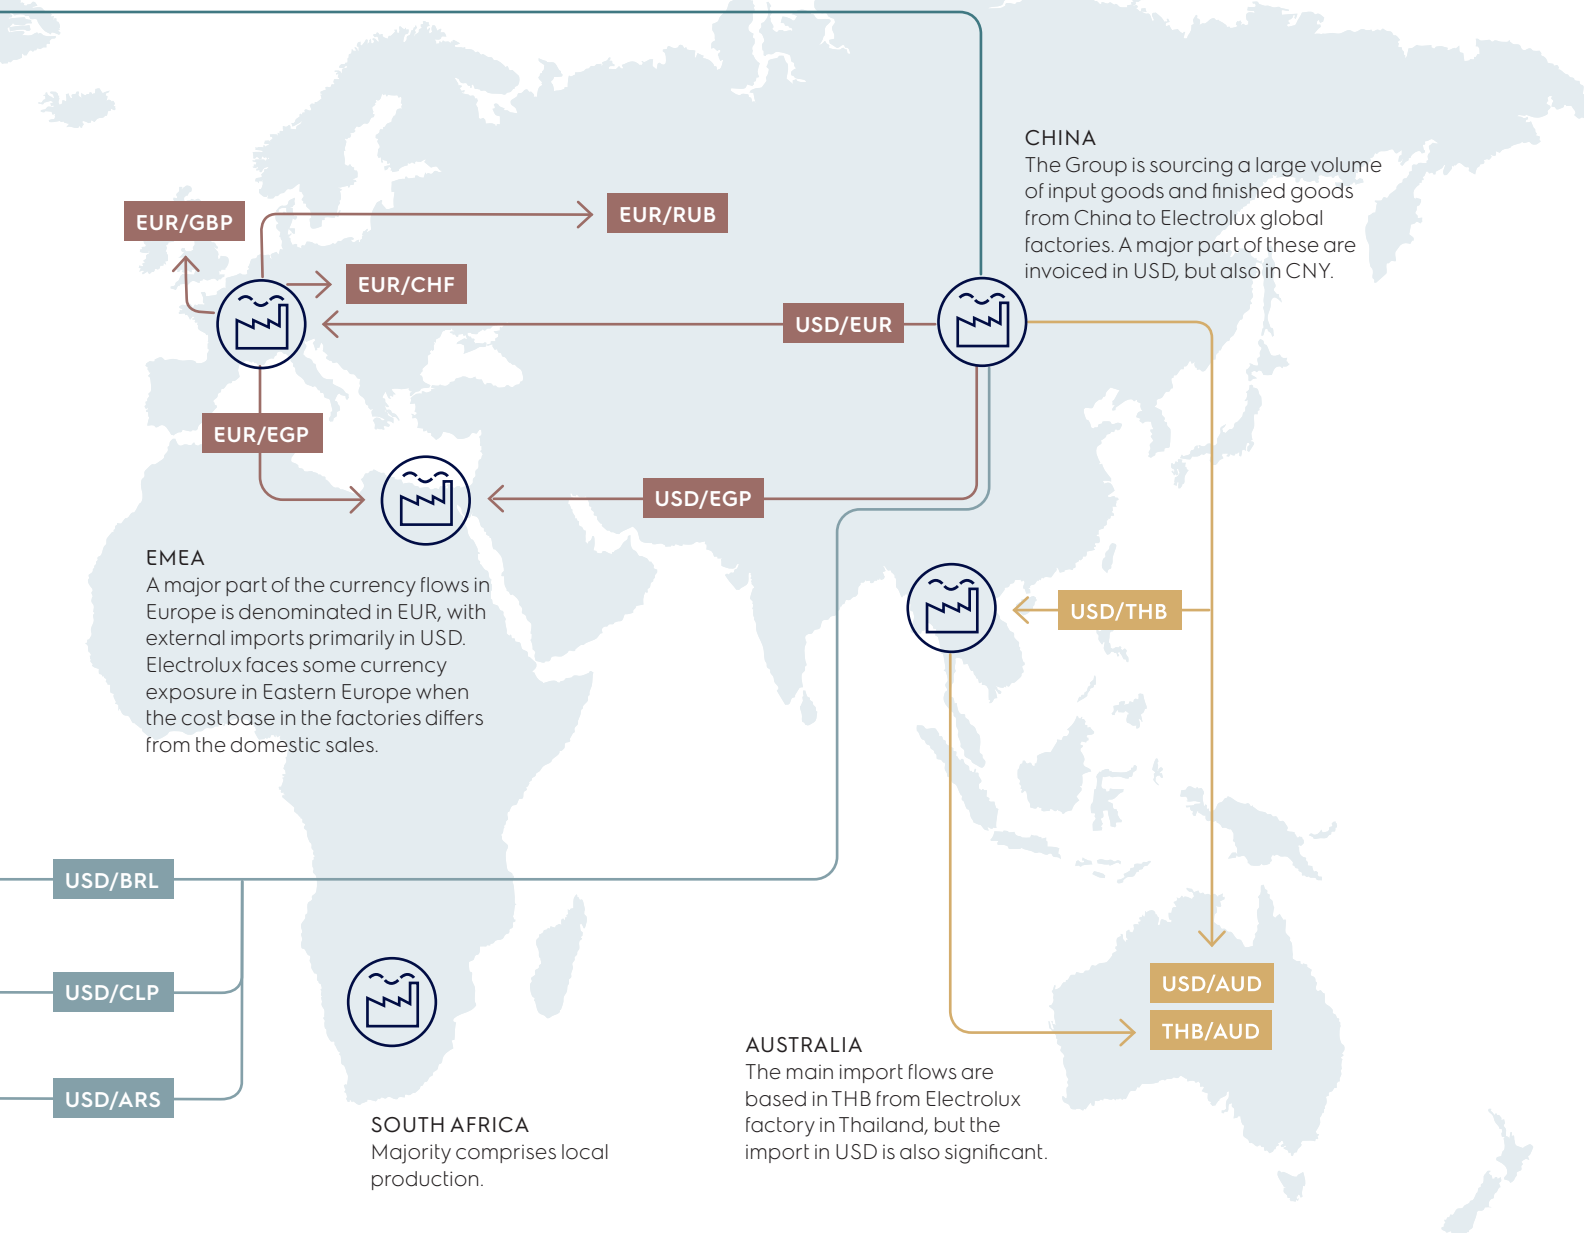 CHINA
The Group is sourcing a large volume
of input goods and finished goods
from China to Electrolux global
factories. A major part of these are
invoiced in USD, but also in CNY.
EUR/GBP
EUR/RUB
EUR/CHF
USD/EUR
EUR/EGP
USD/EGP
EMEA
A major part of the currency flows in
Europe is denominated in EUR, with
external imports primarily in USD.
Electrolux faces some currency
exposure in Eastern Europe when
the cost base in the factories differs
from the domestic sales.
USD/THB
USD/BRL
USD/CLP
USD/ARS
USD/AUD
THB/AUD
AUSTRALIA
The main import flows are
based in THB from Electrolux
factory in Thailand, but the
import in USD is also significant.
SOUTH AFRICA
Majority comprises local
production.